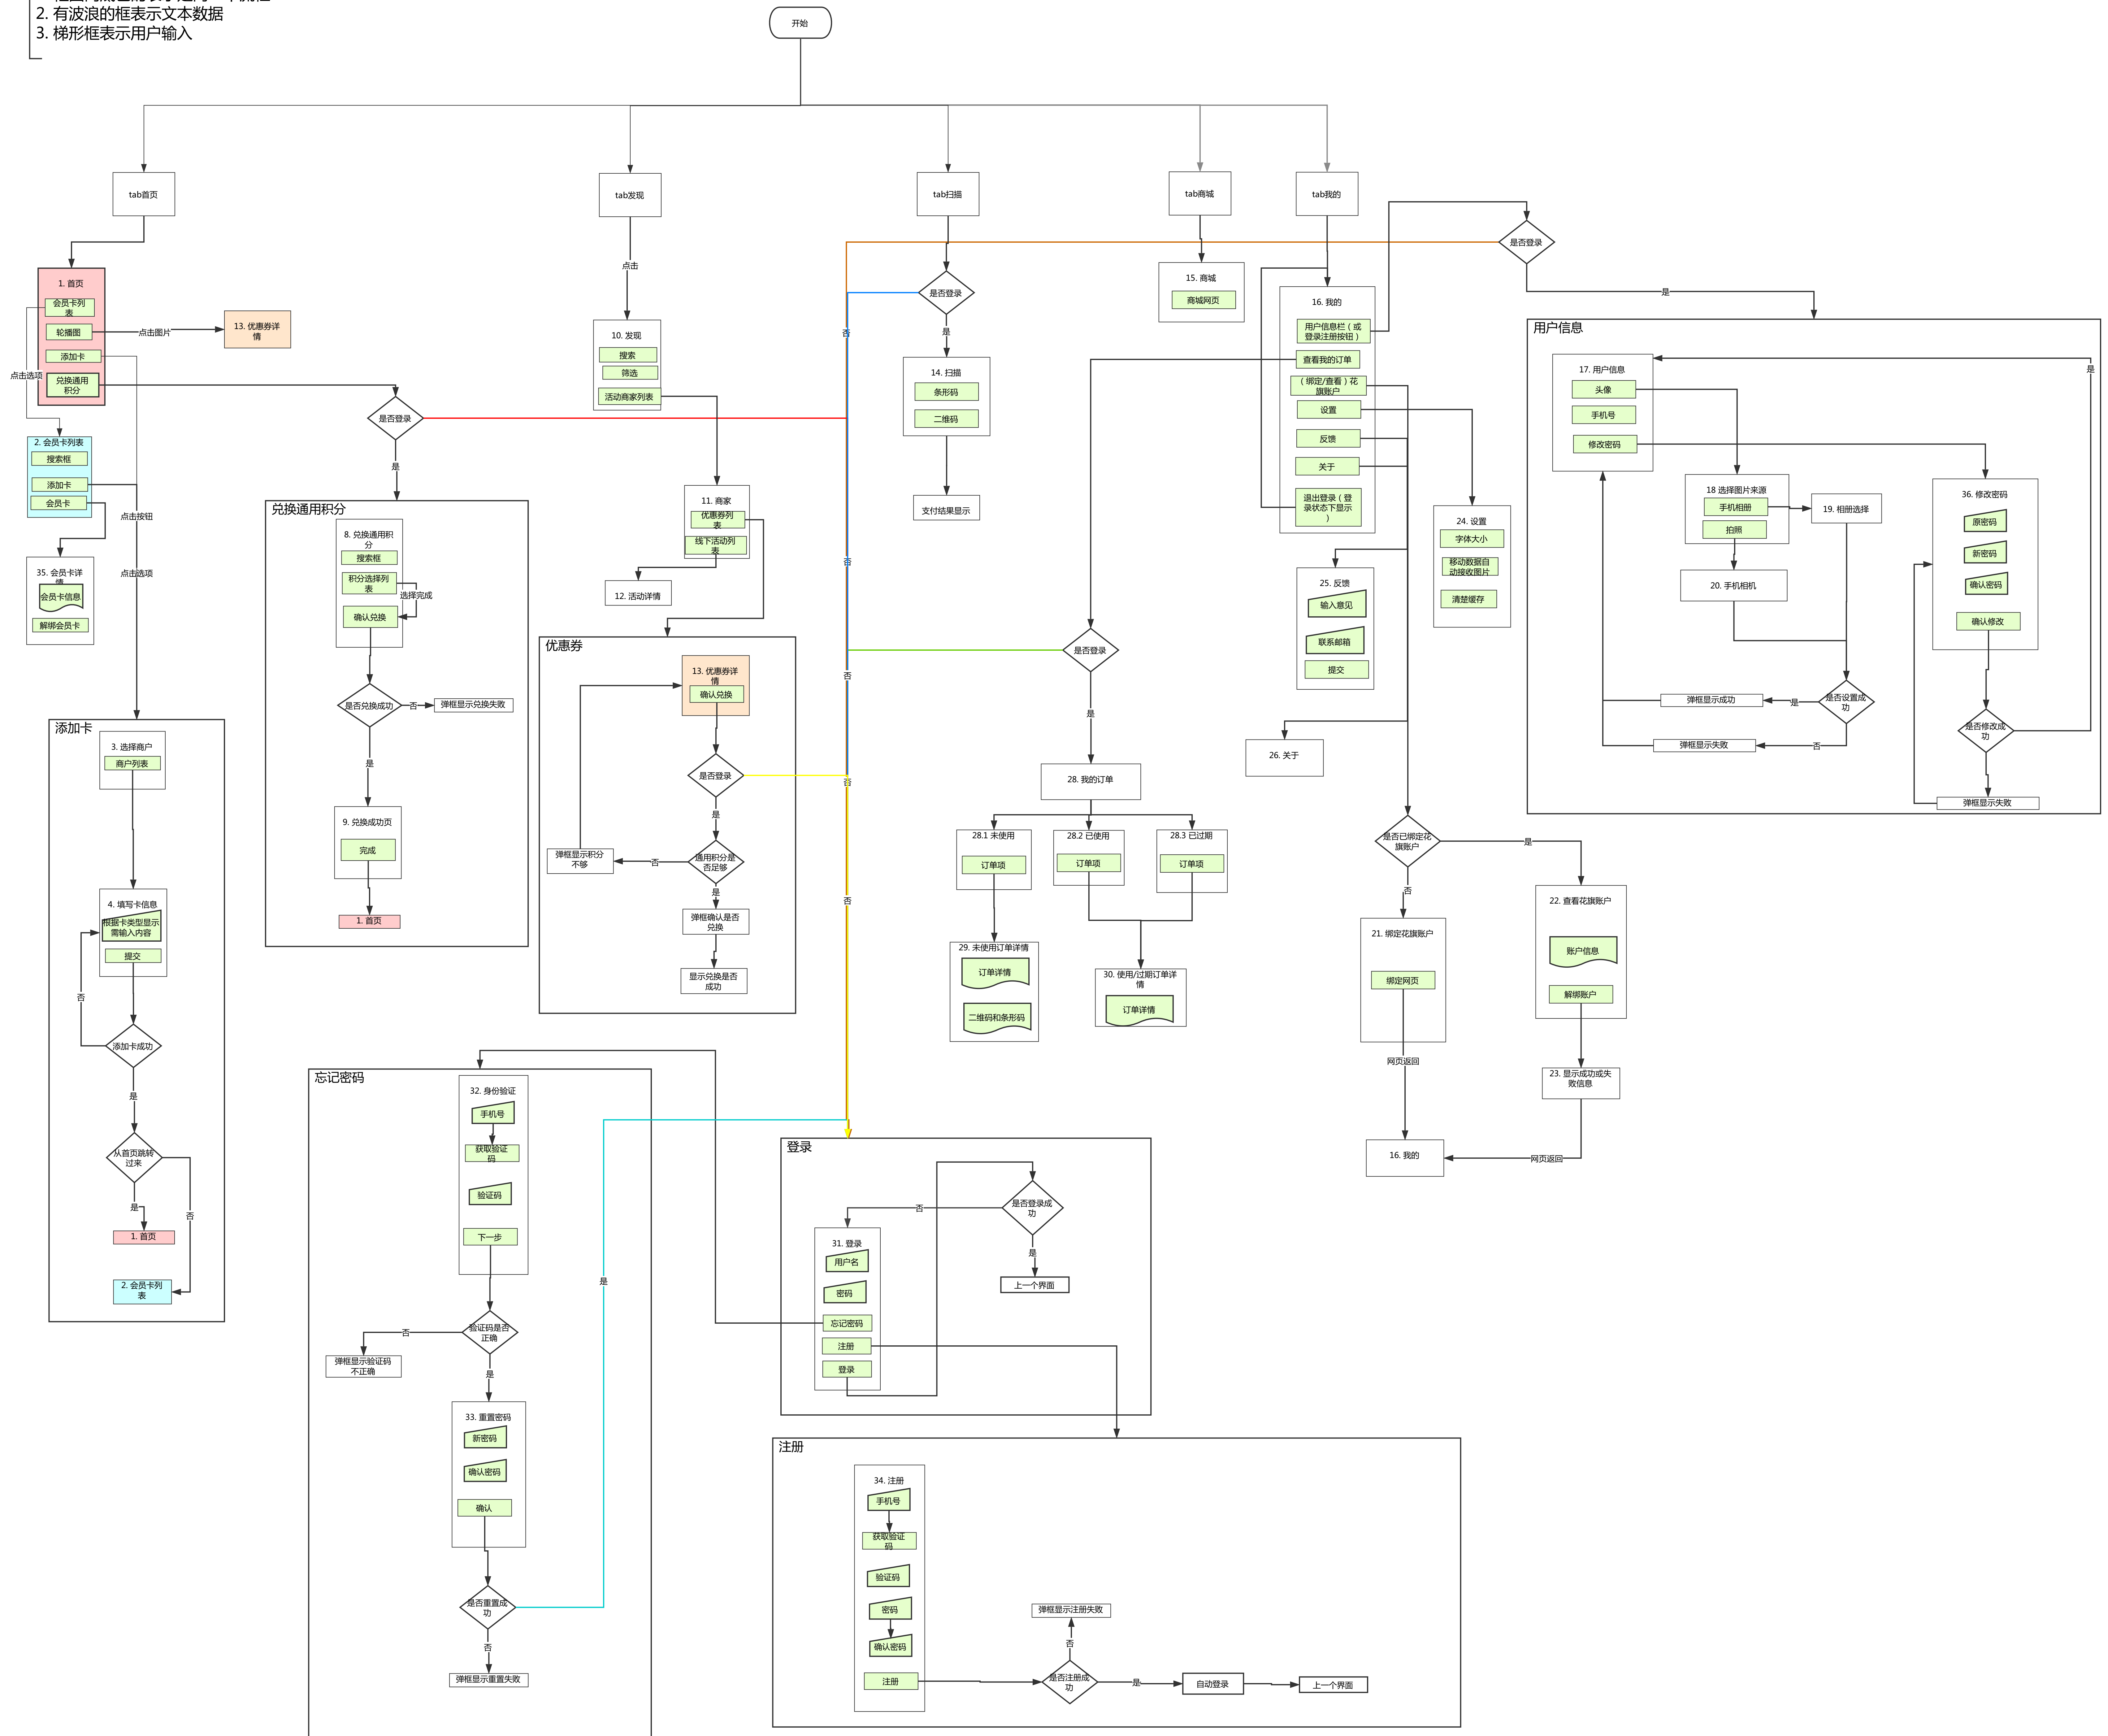 2. 有波浪的框表示文本数据
3. 梯形框表示用户输入
开始
tab首页
tab发现
tab扫描
tab商城
tab我的
1. 首页
会员卡列
表
轮播图
添加卡
兑换通用
积分
点击图片
13. 优惠券详
情
点击选项
是否登录
是
2. 会员卡列表
搜索框
添加卡
会员卡
点击按钮
点击选项
35. 会员卡详
情
会员卡信息
解绑会员卡
添加卡
3. 选择商户
商户列表
4. 填写卡信息
根据卡类型显示
需输入内容
提交
否
添加卡成功
是
从首页跳转
过来
是
否
1. 首页
2. 会员卡列
表
兑换通用积分
8. 兑换通用积
分
搜索框
积分选择列
表
选择完成
确认兑换
是否兑换成功
否
弹框显示兑换失败
是
9. 兑换成功页
完成
1. 首页
点击
10. 发现
搜索
筛选
活动商家列表
11. 商家
优惠券列
表
线下活动列
表
12. 活动详情
优惠券
13. 优惠券详
情
确认兑换
是否登录
是
通用积分是
否足够
否
弹框显示积分
不够
是
弹框确认是否
兑换
显示兑换是否
成功
是否登录
是
否
否
否
否
否
14. 扫描
条形码
二维码
支付结果显示
15. 商城
商城网页
16. 我的
用户信息栏（或
登录注册按钮）
查看我的订单
（绑定/查看）花
旗账户
设置
反馈
关于
退出登录（登
录状态下显示
）
是否登录
是
28. 我的订单
28.1 未使用
订单项
28.2 已使用
订单项
28.3 已过期
订单项
29. 未使用订单详情
订单详情
二维码和条形码
30. 使用/过期订单详
情
订单详情
24. 设置
字体大小
移动数据自
动接收图片
清楚缓存
25. 反馈
输入意见
联系邮箱
提交
26. 关于
是否已绑定花
旗账户
是
否
21. 绑定花旗账户
绑定网页
网页返回
22. 查看花旗账户
账户信息
解绑账户
23. 显示成功或失
败信息
网页返回
16. 我的
是否登录
是
用户信息
17. 用户信息
头像
手机号
修改密码
18 选择图片来源
手机相册
拍照
19. 相册选择
20. 手机相机
是否设置成
功
是
弹框显示成功
否
弹框显示失败
36. 修改密码
原密码
新密码
确认密码
确认修改
是否修改成
功
是
弹框显示失败
忘记密码
32. 身份验证
手机号
获取验证
码
验证码
下一步
验证码是否
正确
否
弹框显示验证码
不正确
是
33. 重置密码
新密码
确认密码
确认
是否重置成
功
是
否
弹框显示重置失败
登录
31. 登录
用户名
密码
忘记密码
注册
登录
是否登录成
功
否
是
上一个界面
注册
34. 注册
手机号
获取验证
码
验证码
密码
确认密码
注册
是否注册成
功
否
弹框显示注册失败
是
自动登录
上一个界面